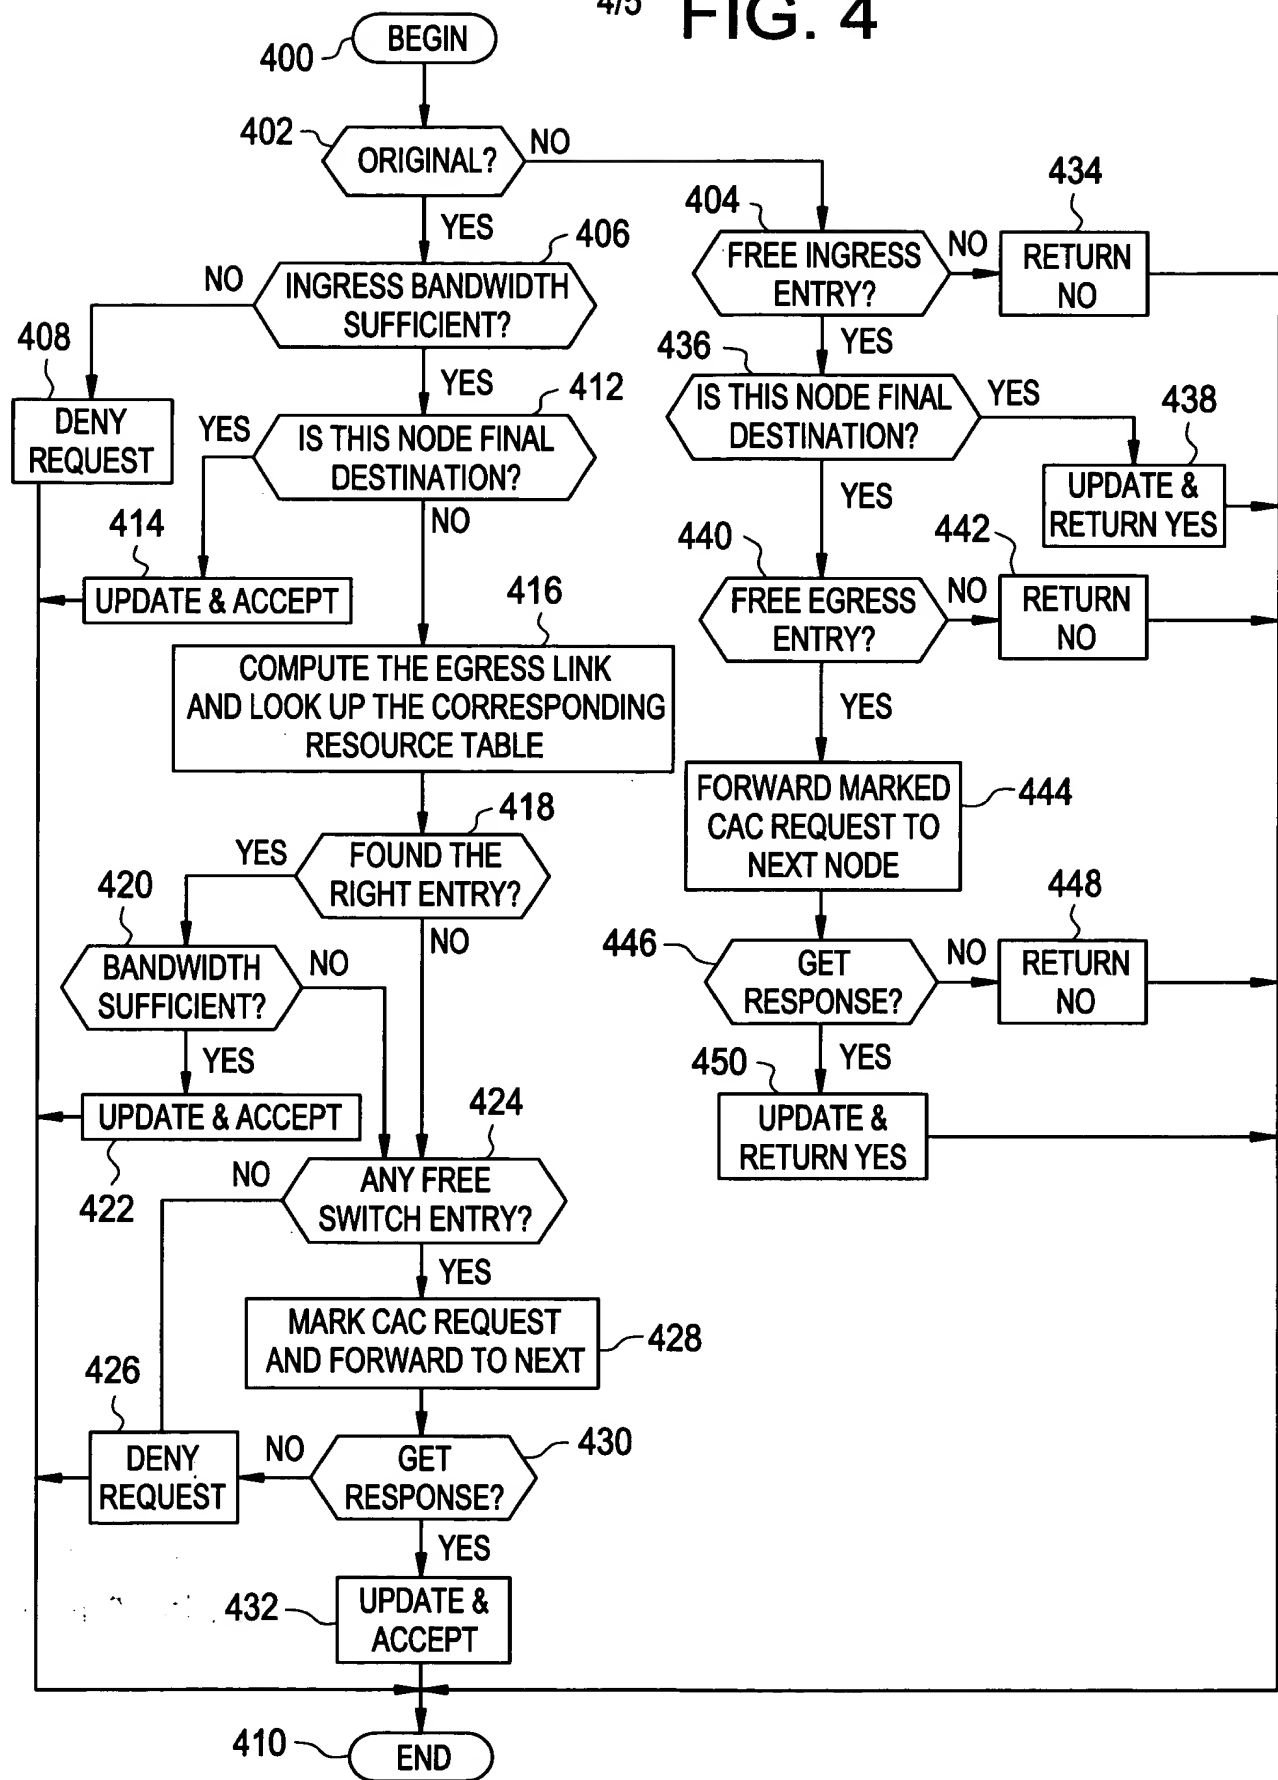 4/5 FIG. 4
400
BEGIN
402
ORIGINAL?
NO
YES
404
434
FREE INGRESS
ENTRY?
NO
RETURN
NO
YES
406
NO
INGRESS BANDWIDTH
SUFFICIENT?
408
YES
DENY
REQUEST
412
YES
IS THIS NODE FINAL
DESTINATION?
NO
436
IS THIS NODE FINAL
DESTINATION?
YES
438
UPDATE &
RETURN YES
YES
414
UPDATE & ACCEPT
416
COMPUTE THE EGRESS LINK
AND LOOK UP THE CORRESPONDING
RESOURCE TABLE
440
442
FREE EGRESS
ENTRY?
NO
RETURN
NO
YES
418
YES
FOUND THE
RIGHT ENTRY?
NO
FORWARD MARKED
CAC REQUEST TO
NEXT NODE
444
420
BANDWIDTH
SUFFICIENT?
NO
YES
446
448
GET
RESPONSE?
NO
RETURN
NO
YES
450
UPDATE &
RETURN YES
UPDATE & ACCEPT
422
424
NO
ANY FREE
SWITCH ENTRY?
YES
MARK CAC REQUEST
AND FORWARD TO NEXT
428
426
DENY
REQUEST
NO
GET
RESPONSE?
430
YES
432
UPDATE &
ACCEPT
410
END